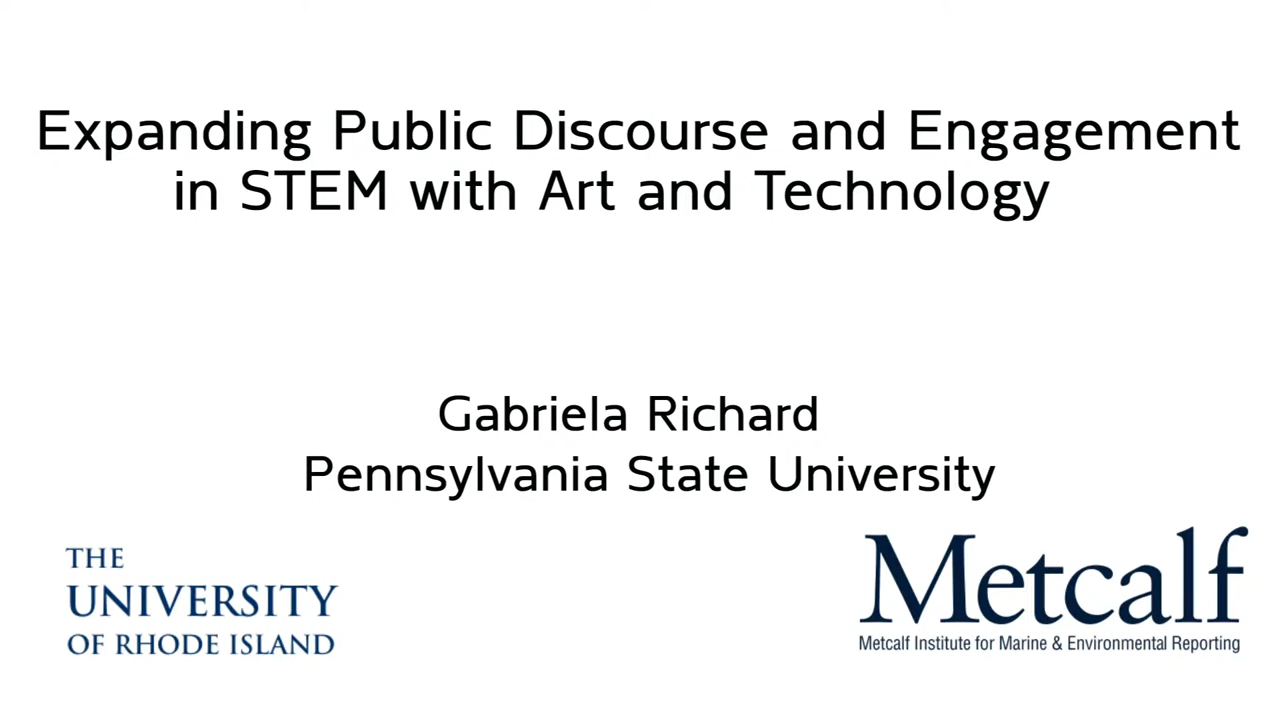 Expanding Public Discourse and Engagement
in STEM with Art and Technology
Gabriela Richard
Pennsylvania State University
THE
UNIVERSITY
OF RHODE ISLAND
Metcalf
Metcalf Institute for Marine & Environmental Reporting